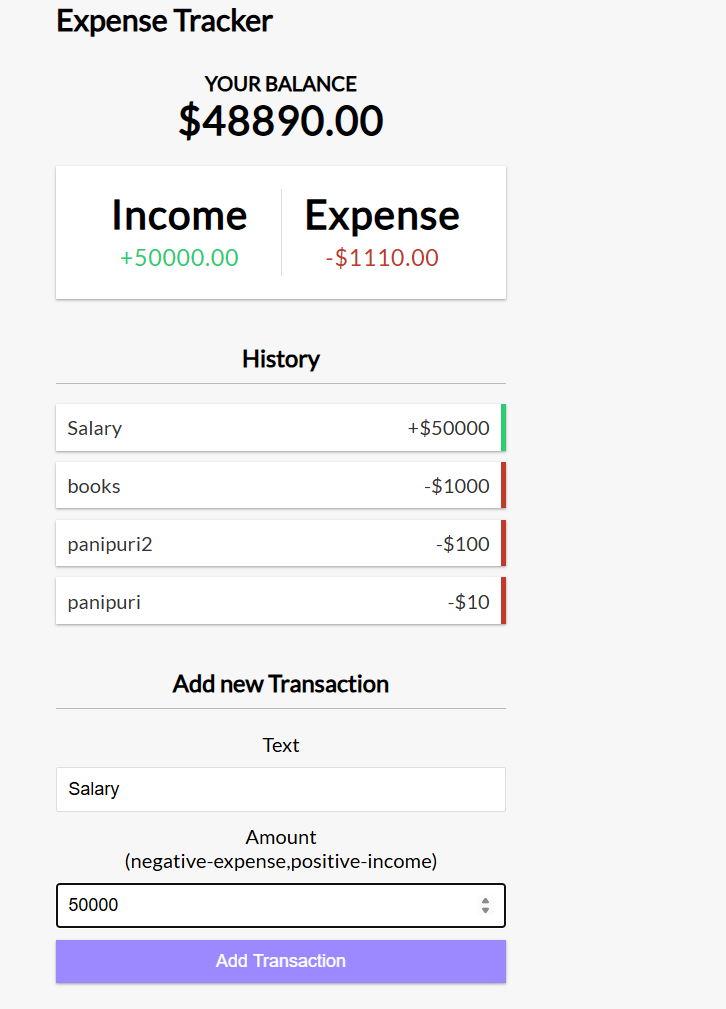 Expense Tracker
YOUR BALANCE
$48890.00
Income Expense
+50000.00 -$1110.00
History
Salary +$50000
books -$1000
panipuri2 -$100
panipuri -$10
Add new Transaction
Text
Salary
Amount
(negative-expense,positive-income)
50000
Add Transaction